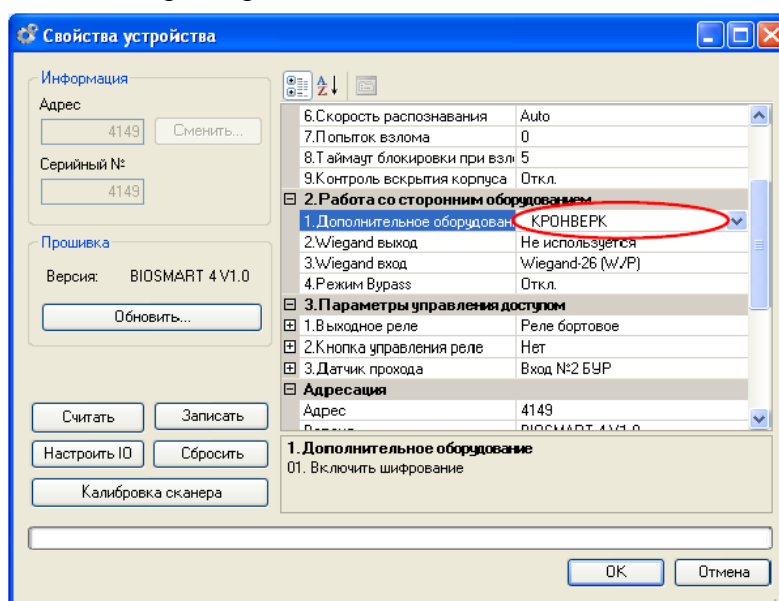 Свойства устройства
Информация
Адрес
4149 Сменить...
Серийный №
4149
Прошивка
Версия: BIOSMART 4 V1.0
Обновить...
Считать Записать
Настроить IO Сбросить
Калибровка сканера
6.Скорость распознавания Auto
7.Попыток взлома 0
8.Таймаут блокировки при взл 5
9.Контроль вскрытия корпуса Откл.
2.Работа со сторонним оборудованием
1.Дополнительное оборудован КРОНВЕРК
2.Wiegand выход Не используется
3.Wiegand вход Wiegand-26 (W/P)
4.Режим Bypass Откл.
3.Параметры управления доступом
1.Выходное реле Реле бортовое
2.Кнопка управления реле Нет
3.Датчик прохода Вход №2 БУР
Адресация
Адрес 4149
Версия BIOSMART 4 V1.0
1.Дополнительное оборудование
01. Включить шифрование
OK Отмена